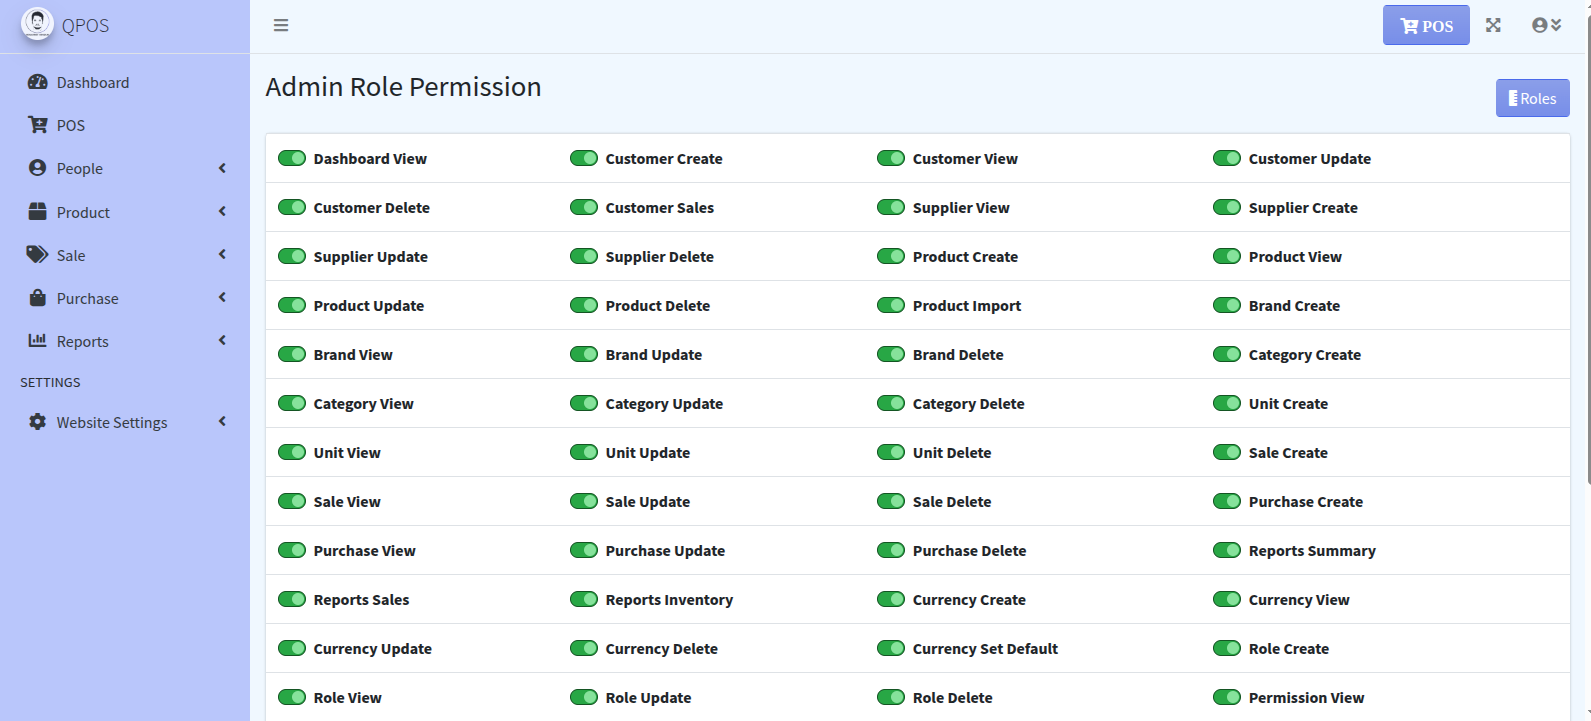 QPOS
POS
Admin Role Permission
Roles
Dashboard
POS
People
Product
Sale
Purchase
Reports
SETTINGS
Website Settings
Dashboard View Customer Create Customer View Customer Update
Customer Delete Customer Sales Supplier View Supplier Create
Supplier Update Supplier Delete Product Create Product View
Product Update Product Delete Product Import Brand Create
Brand View Brand Update Brand Delete Category Create
Category View Category Update Category Delete Unit Create
Unit View Unit Update Unit Delete Sale Create
Sale View Sale Update Sale Delete Purchase Create
Purchase View Purchase Update Purchase Delete Reports Summary
Reports Sales Reports Inventory Currency Create Currency View
Currency Update Currency Delete Currency Set Default Role Create
Role View Role Update Role Delete Permission View